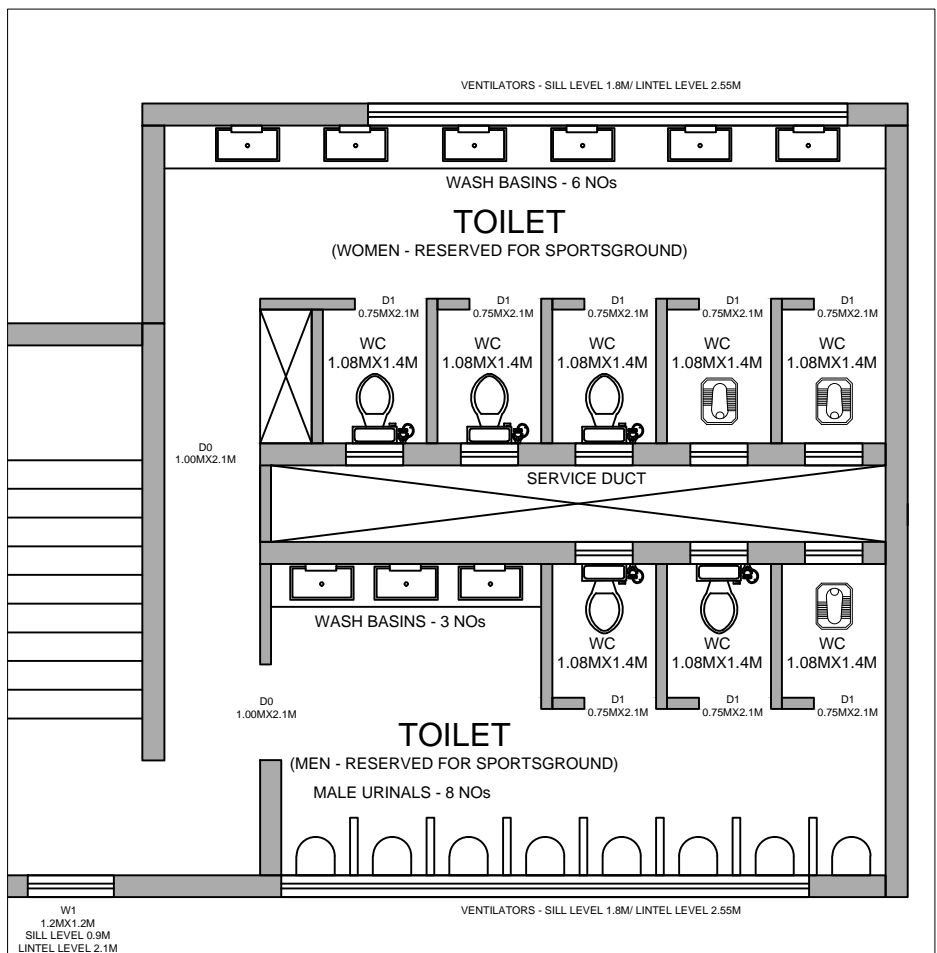 VENTILATORS - SILL LEVEL 1.8M/ LINTEL LEVEL 2.55M
WASH BASINS - 6 NOs
TOILET
(WOMEN - RESERVED FOR SPORTSGROUND)
D1
0.75MX2.1M
D1
0.75MX2.1M
D1
0.75MX2.1M
D1
0.75MX2.1M
D1
0.75MX2.1M
WC
1.08MX1.4M
WC
1.08MX1.4M
WC
1.08MX1.4M
WC
1.08MX1.4M
WC
1.08MX1.4M
D0
1.00MX2.1M
SERVICE DUCT
WASH BASINS - 3 NOs
WC
1.08MX1.4M
WC
1.08MX1.4M
WC
1.08MX1.4M
D0
1.00MX2.1M
D1
0.75MX2.1M
D1
0.75MX2.1M
D1
0.75MX2.1M
TOILET
(MEN - RESERVED FOR SPORTSGROUND)
MALE URINALS - 8 NOs
W1
1.2MX1.2M
SILL LEVEL 0.9M
LINTEL LEVEL 2.1M
VENTILATORS - SILL LEVEL 1.8M/ LINTEL LEVEL 2.55M